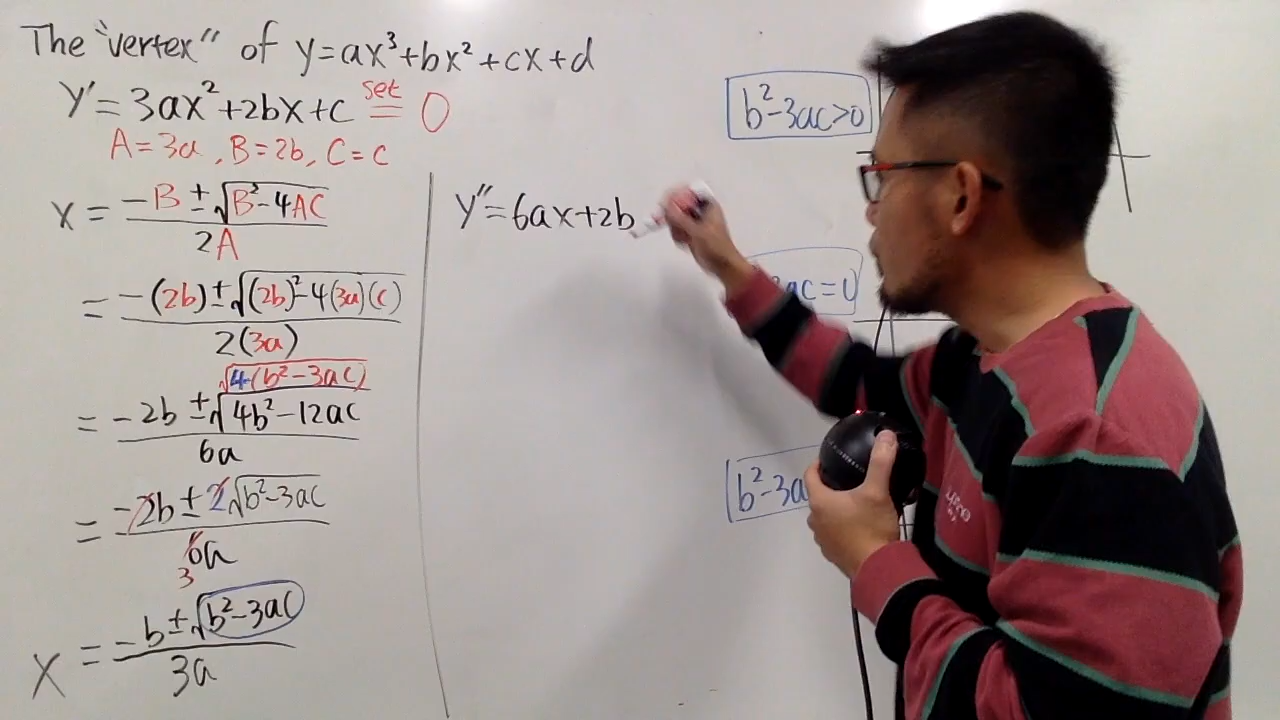 The "vertex" of y=ax³+bx²+cx+d
y'=3ax²+2bx+c set= 0
A=3a, B=2b, C=c
x = (-B ± √(B²-4AC)) / 2A
= (-(2b) ± √((2b)²-4(3a)(c))) / 2(3a)
√(4·(b²-3ac))
= (-2b ± √(4b²-12ac)) / 6a
= (-2b ± 2√(b²-3ac)) / 6a
3
x = (-b ± √(b²-3ac)) / 3a
y''=6ax+2b
b²-3ac>0
ac=0
b²-3a